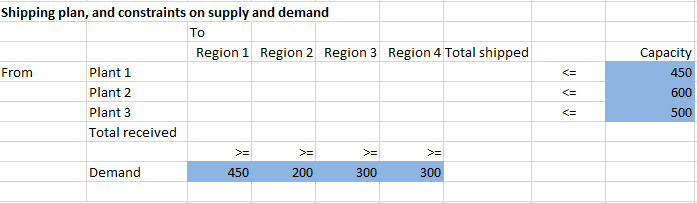 Shipping plan, and constraints on supply and demand
To
Region 1 Region 2 Region 3 Region 4 Total shipped Capacity
From Plant 1 <= 450
Plant 2 <= 600
Plant 3 <= 500
Total received
>= >= >= >=
Demand 450 200 300 300